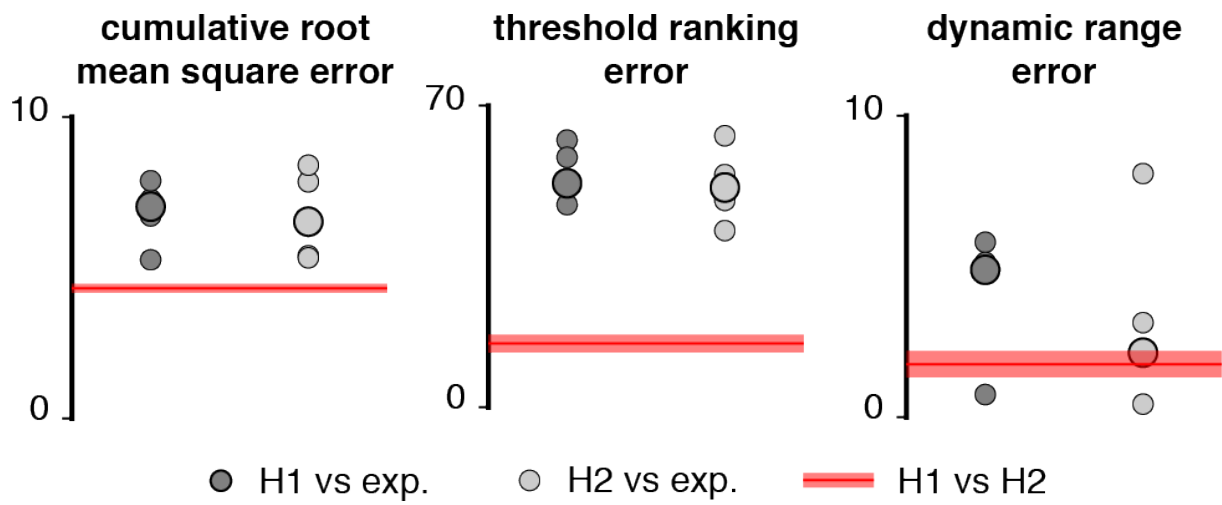 cumulative root
mean square error
10
0
threshold ranking
error
70
0
dynamic range
error
10
0
H1 vs exp.
H2 vs exp.
H1 vs H2